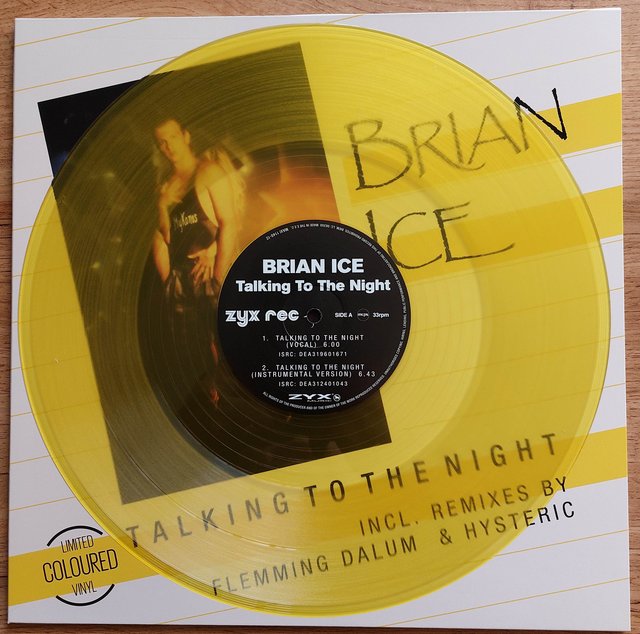 BRIAN
ICE
MyKanos
BRIAN ICE
Talking To The Night
ZYX rec
SIDE A
33rpm
1. TALKING TO THE NIGHT
(VOCAL) 6.00
ISRC: DEA319601671
2. TALKING TO THE NIGHT
(INSTRUMENTAL VERSION) 6.43
ISRC: DEA312401043
ZYX
TALKING TO THE NIGHT
INCL. REMIXES BY
FLEMMING DALUM & HYSTERIC
LIMITED
COLOURED
VINYL